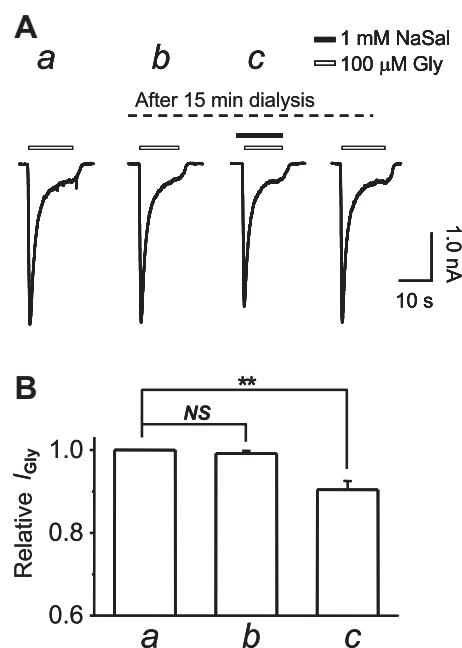 A
1 mM NaSal
100 μM Gly
a b c
After 15 min dialysis
1.0 nA
10 s
B
**
NS
Relative I Gly
1.0
0.8
0.6
a b c